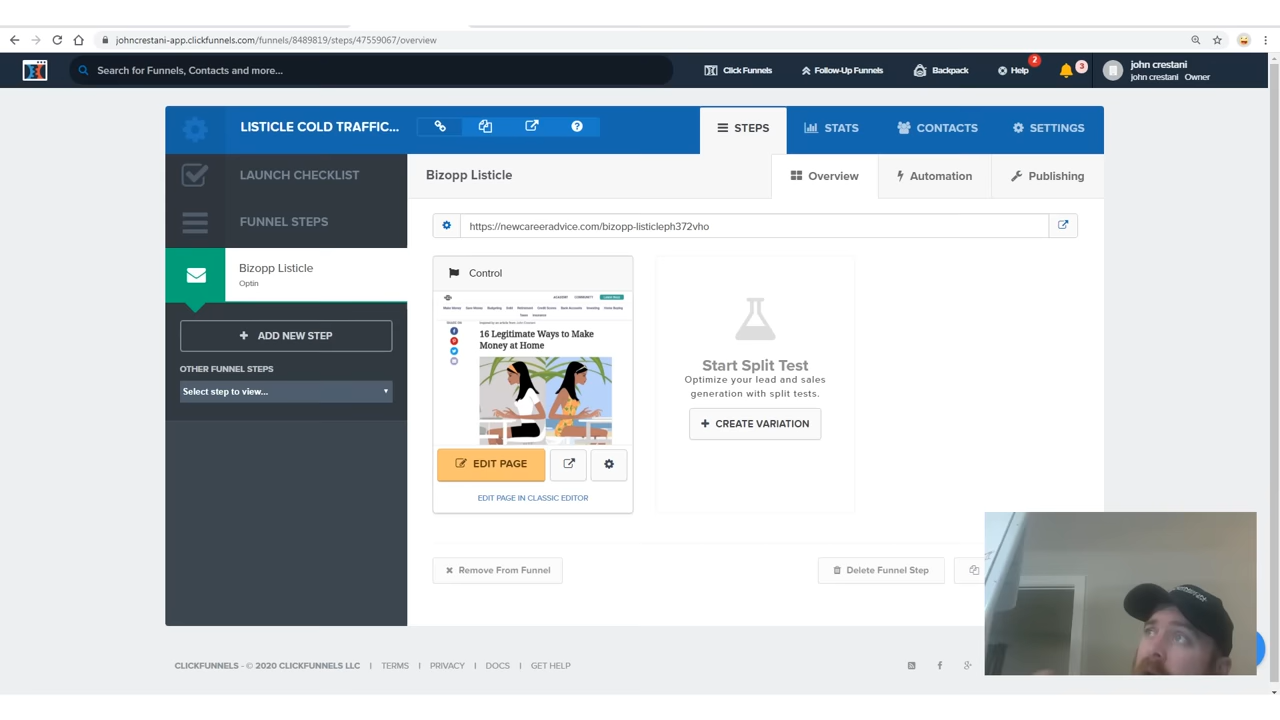 johncrestani-app.clickfunnels.com/funnels/8489819/steps/47559067/overview
Search for Funnels, Contacts and more...
Click Funnels
Follow-Up Funnels
Backpack
Help
2
3
john crestani
john crestani Owner
LISTICLE COLD TRAFFIC...
STEPS
STATS
CONTACTS
SETTINGS
LAUNCH CHECKLIST
Bizopp Listicle
Overview
Automation
Publishing
FUNNEL STEPS
https://newcareeradvice.com/bizopp-listicleph372vho
Bizopp Listicle
Optin
Control
ADD NEW STEP
16 Legitimate Ways to Make
Money at Home
OTHER FUNNEL STEPS
Select step to view...
Start Split Test
Optimize your lead and sales
generation with split tests.
CREATE VARIATION
EDIT PAGE
EDIT PAGE IN CLASSIC EDITOR
Remove From Funnel
Delete Funnel Step
CLICKFUNNELS - © 2020 CLICKFUNNELS LLC | TERMS | PRIVACY | DOCS | GET HELP